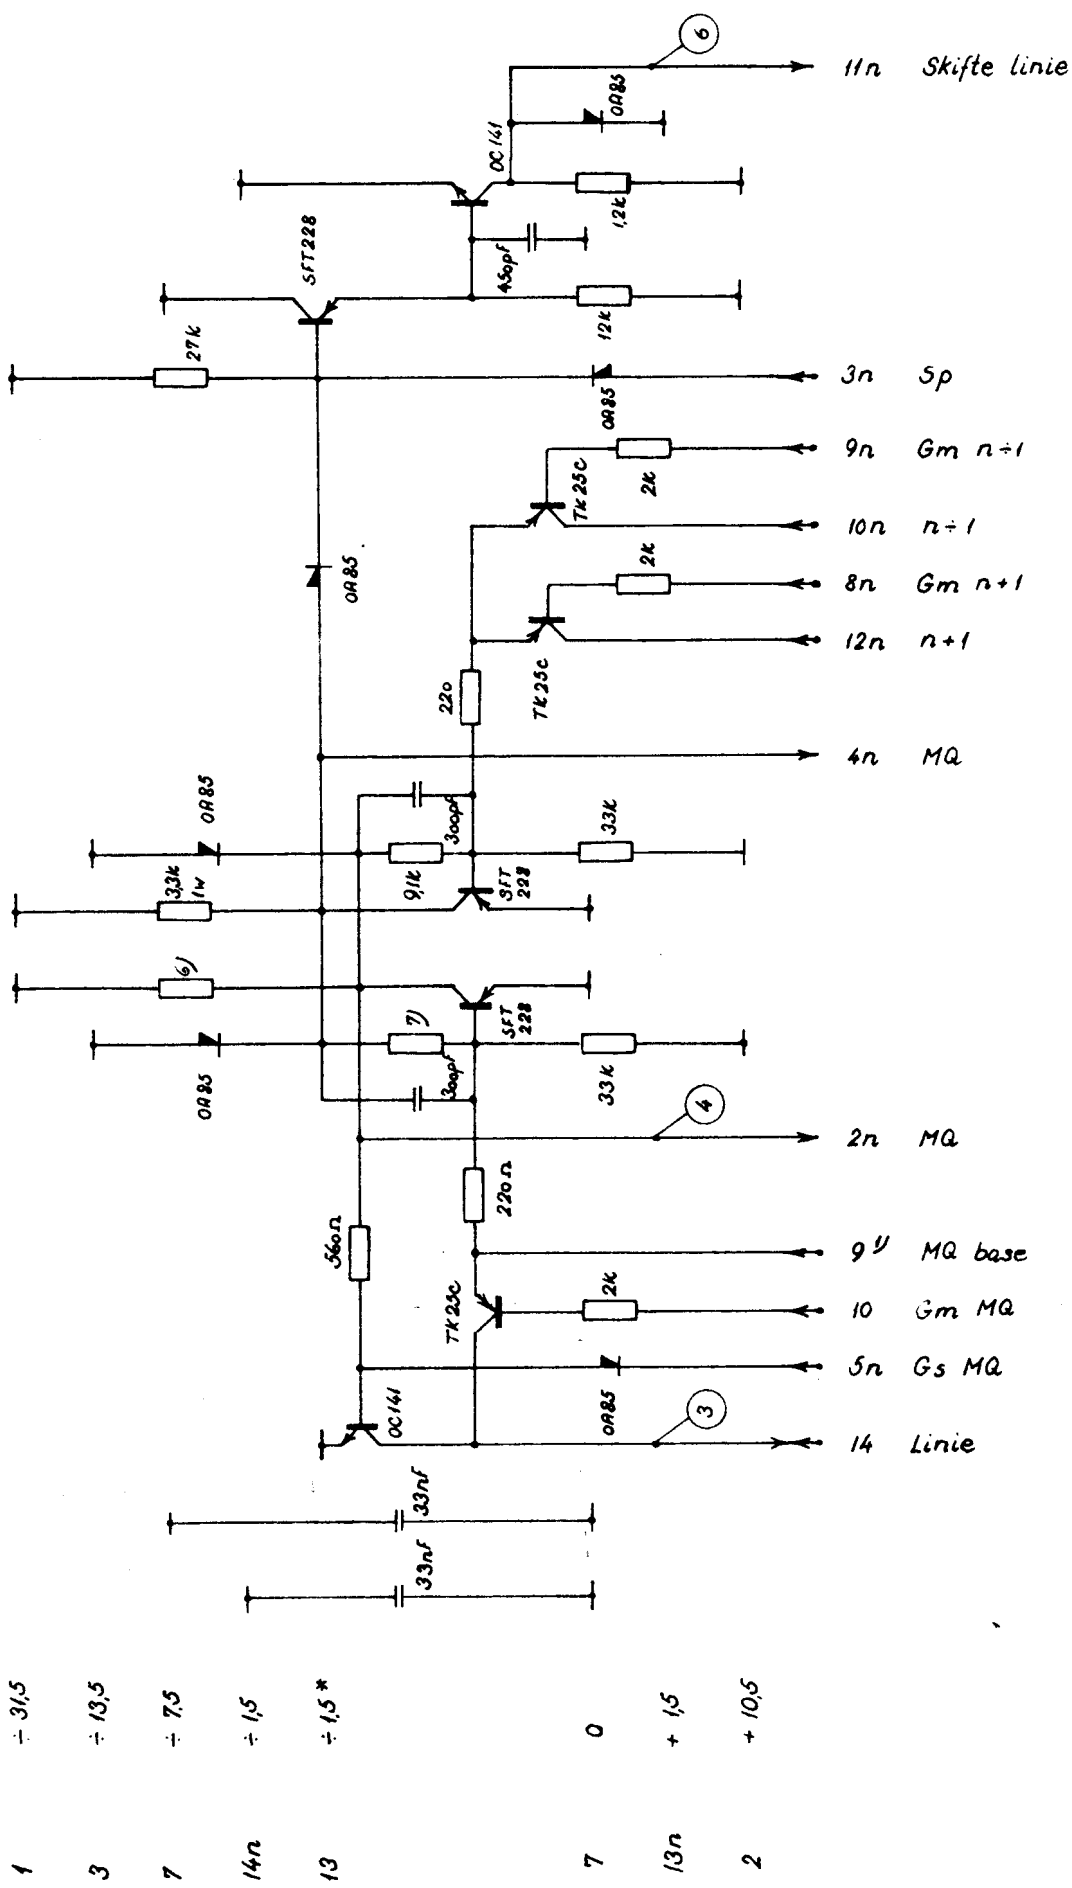 6
11n Skifte linie
OA85
OC141
1,2K
450pF
SFT228
12K
27K
3n Sp
OA85
9n Gm n÷1
2K
TK25C
10n n÷1
2K
8n Gm n+1
OA85
12n n+1
TK25C
220
4n MQ
OA85
300pF
33K
3,3K
1W
9,1K
SFT
228
6)
7)
SFT
228
OA85
300pF
33K
4
2n MQ
220Ω
560Ω
9 1) MQ base
2K
TK25C
10 Gm MQ
5n Gs MQ
OC141
OA85
3
14 Linie
33nF
33nF
1 ÷ 31,5
3 ÷ 13,5
7 ÷ 7,5
14n ÷ 1,5
13 ÷ 1,5*
7 0
13n + 1,5
2 + 10,5